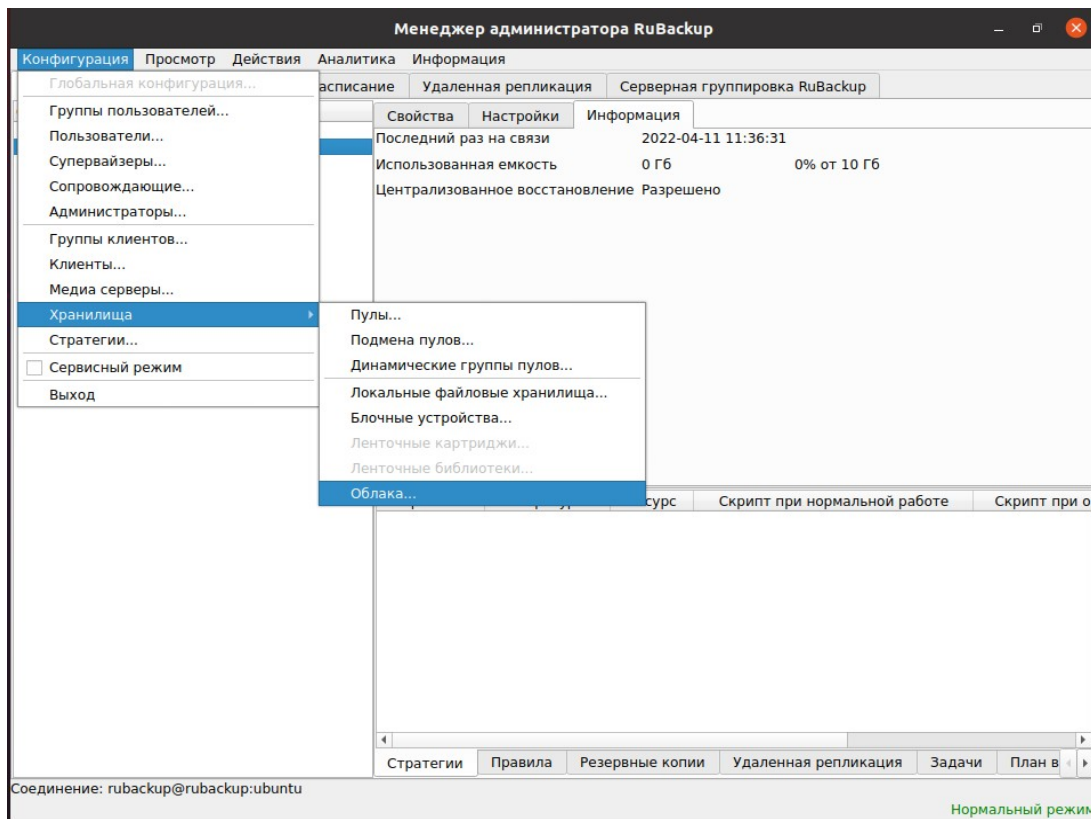 Менеджер администратора RuBackup
Конфигурация Просмотр Действия Аналитика Информация
Глобальная конфигурация...
Удаленная репликация Серверная группировка RuBackup
Группы пользователей...
Свойства Настройки Информация
Пользователи...
Последний раз на связи 2022-04-11 11:36:31
Супервайзеры...
Использованная емкость 0 Гб 0% от 10 Гб
Сопровождающие...
Централизованное восстановление Разрешено
Администраторы...
Группы клиентов...
Клиенты...
Медиа серверы...
Хранилища
Пулы...
Стратегии...
Подмена пулов...
Сервисный режим
Динамические группы пулов...
Выход
Локальные файловые хранилища...
Блочные устройства...
Ленточные картриджи...
Ленточные библиотеки...
Облака...
Скрипт при нормальной работе Скрипт при о
Стратегии Правила Резервные копии Удаленная репликация Задачи План в
Соединение: rubackup@rubackup:ubuntu
Нормальный режим